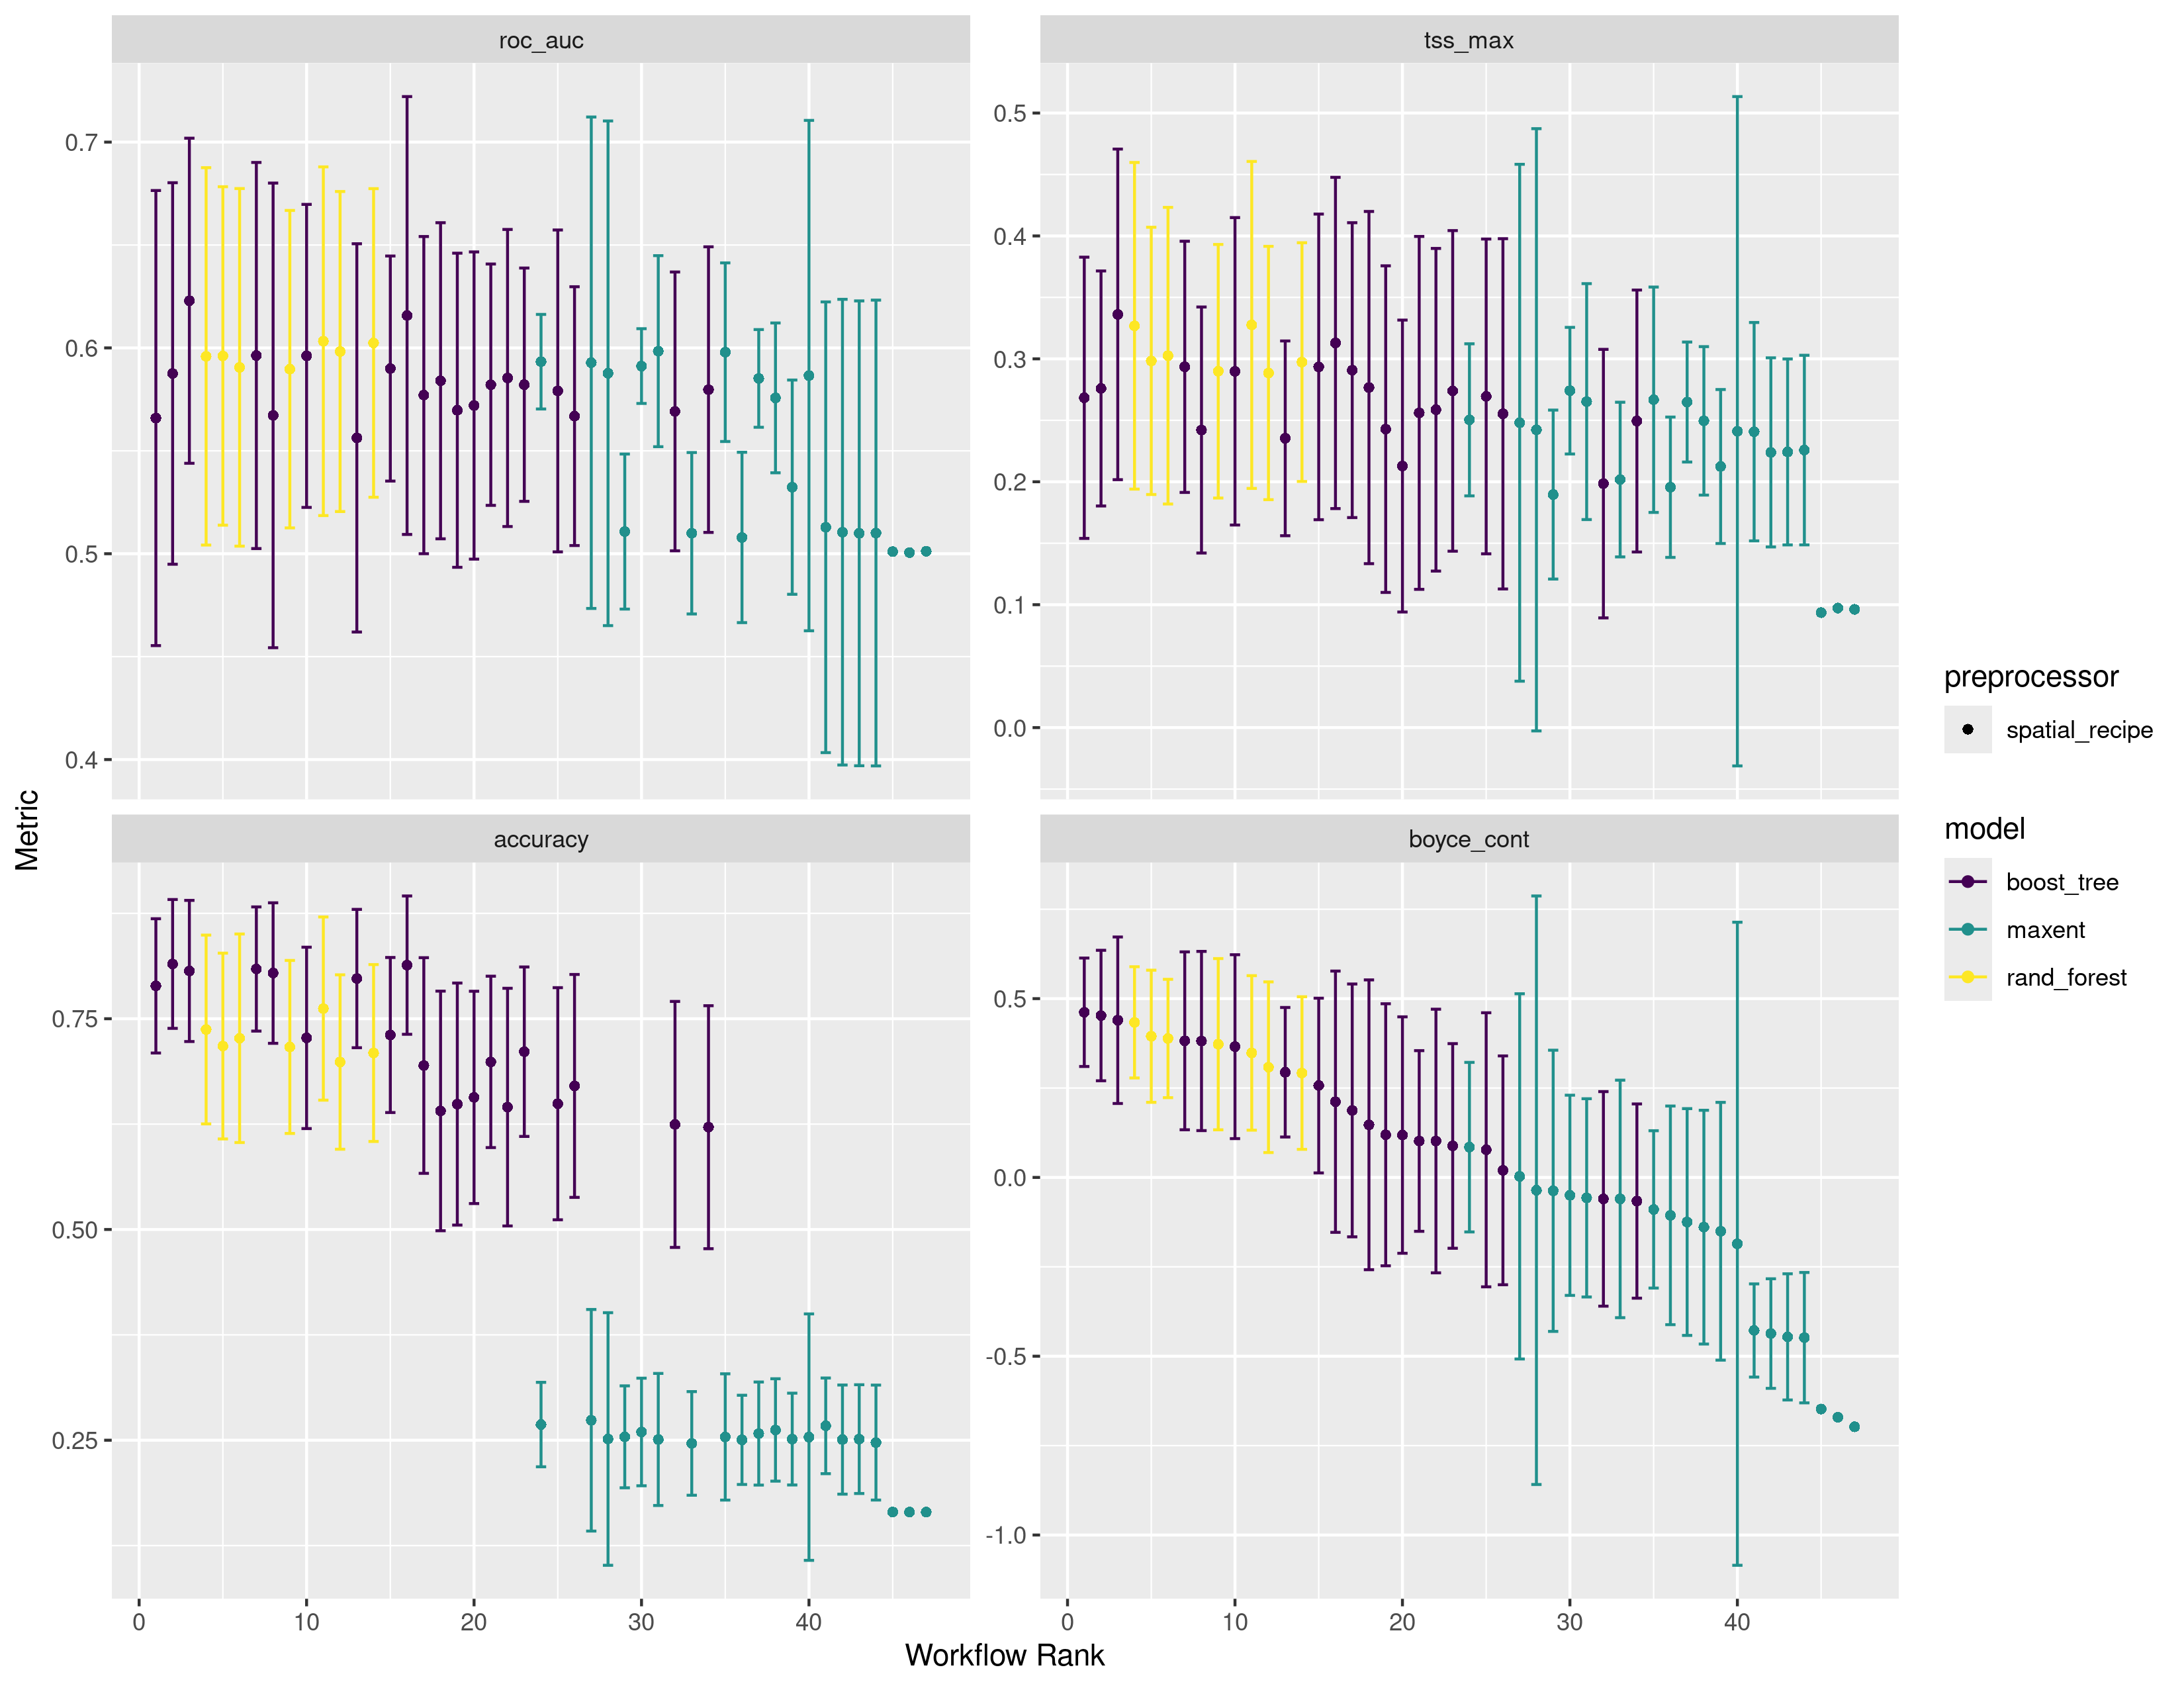 roc_auc
tss_max
0.7
0.6
0.5
0.4
0.5
0.4
0.3
0.2
0.1
0.0
accuracy
boyce_cont
0.75
0.50
0.25
0.5
0.0
-0.5
-1.0
0 10 20 30 40
0 10 20 30 40
Workflow Rank
Metric
preprocessor
spatial_recipe
model
boost_tree
maxent
rand_forest